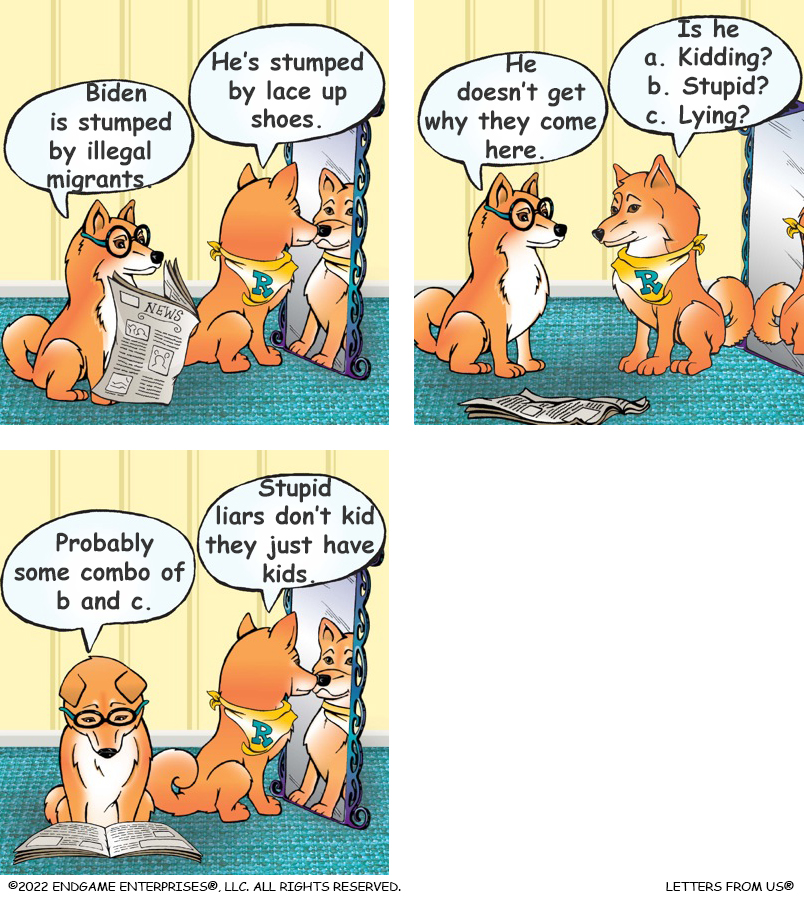 Biden
is stumped
by illegal
migrants.
He's stumped
by lace up
shoes.
NEWS
R
He
doesn't get
why they come
here.
Is he
a. Kidding?
b. Stupid?
c. Lying?
R
Probably
some combo of
b and c.
Stupid
liars don't kid
they just have
kids.
R
©2022 ENDGAME ENTERPRISES®, LLC. ALL RIGHTS RESERVED.
LETTERS FROM US®